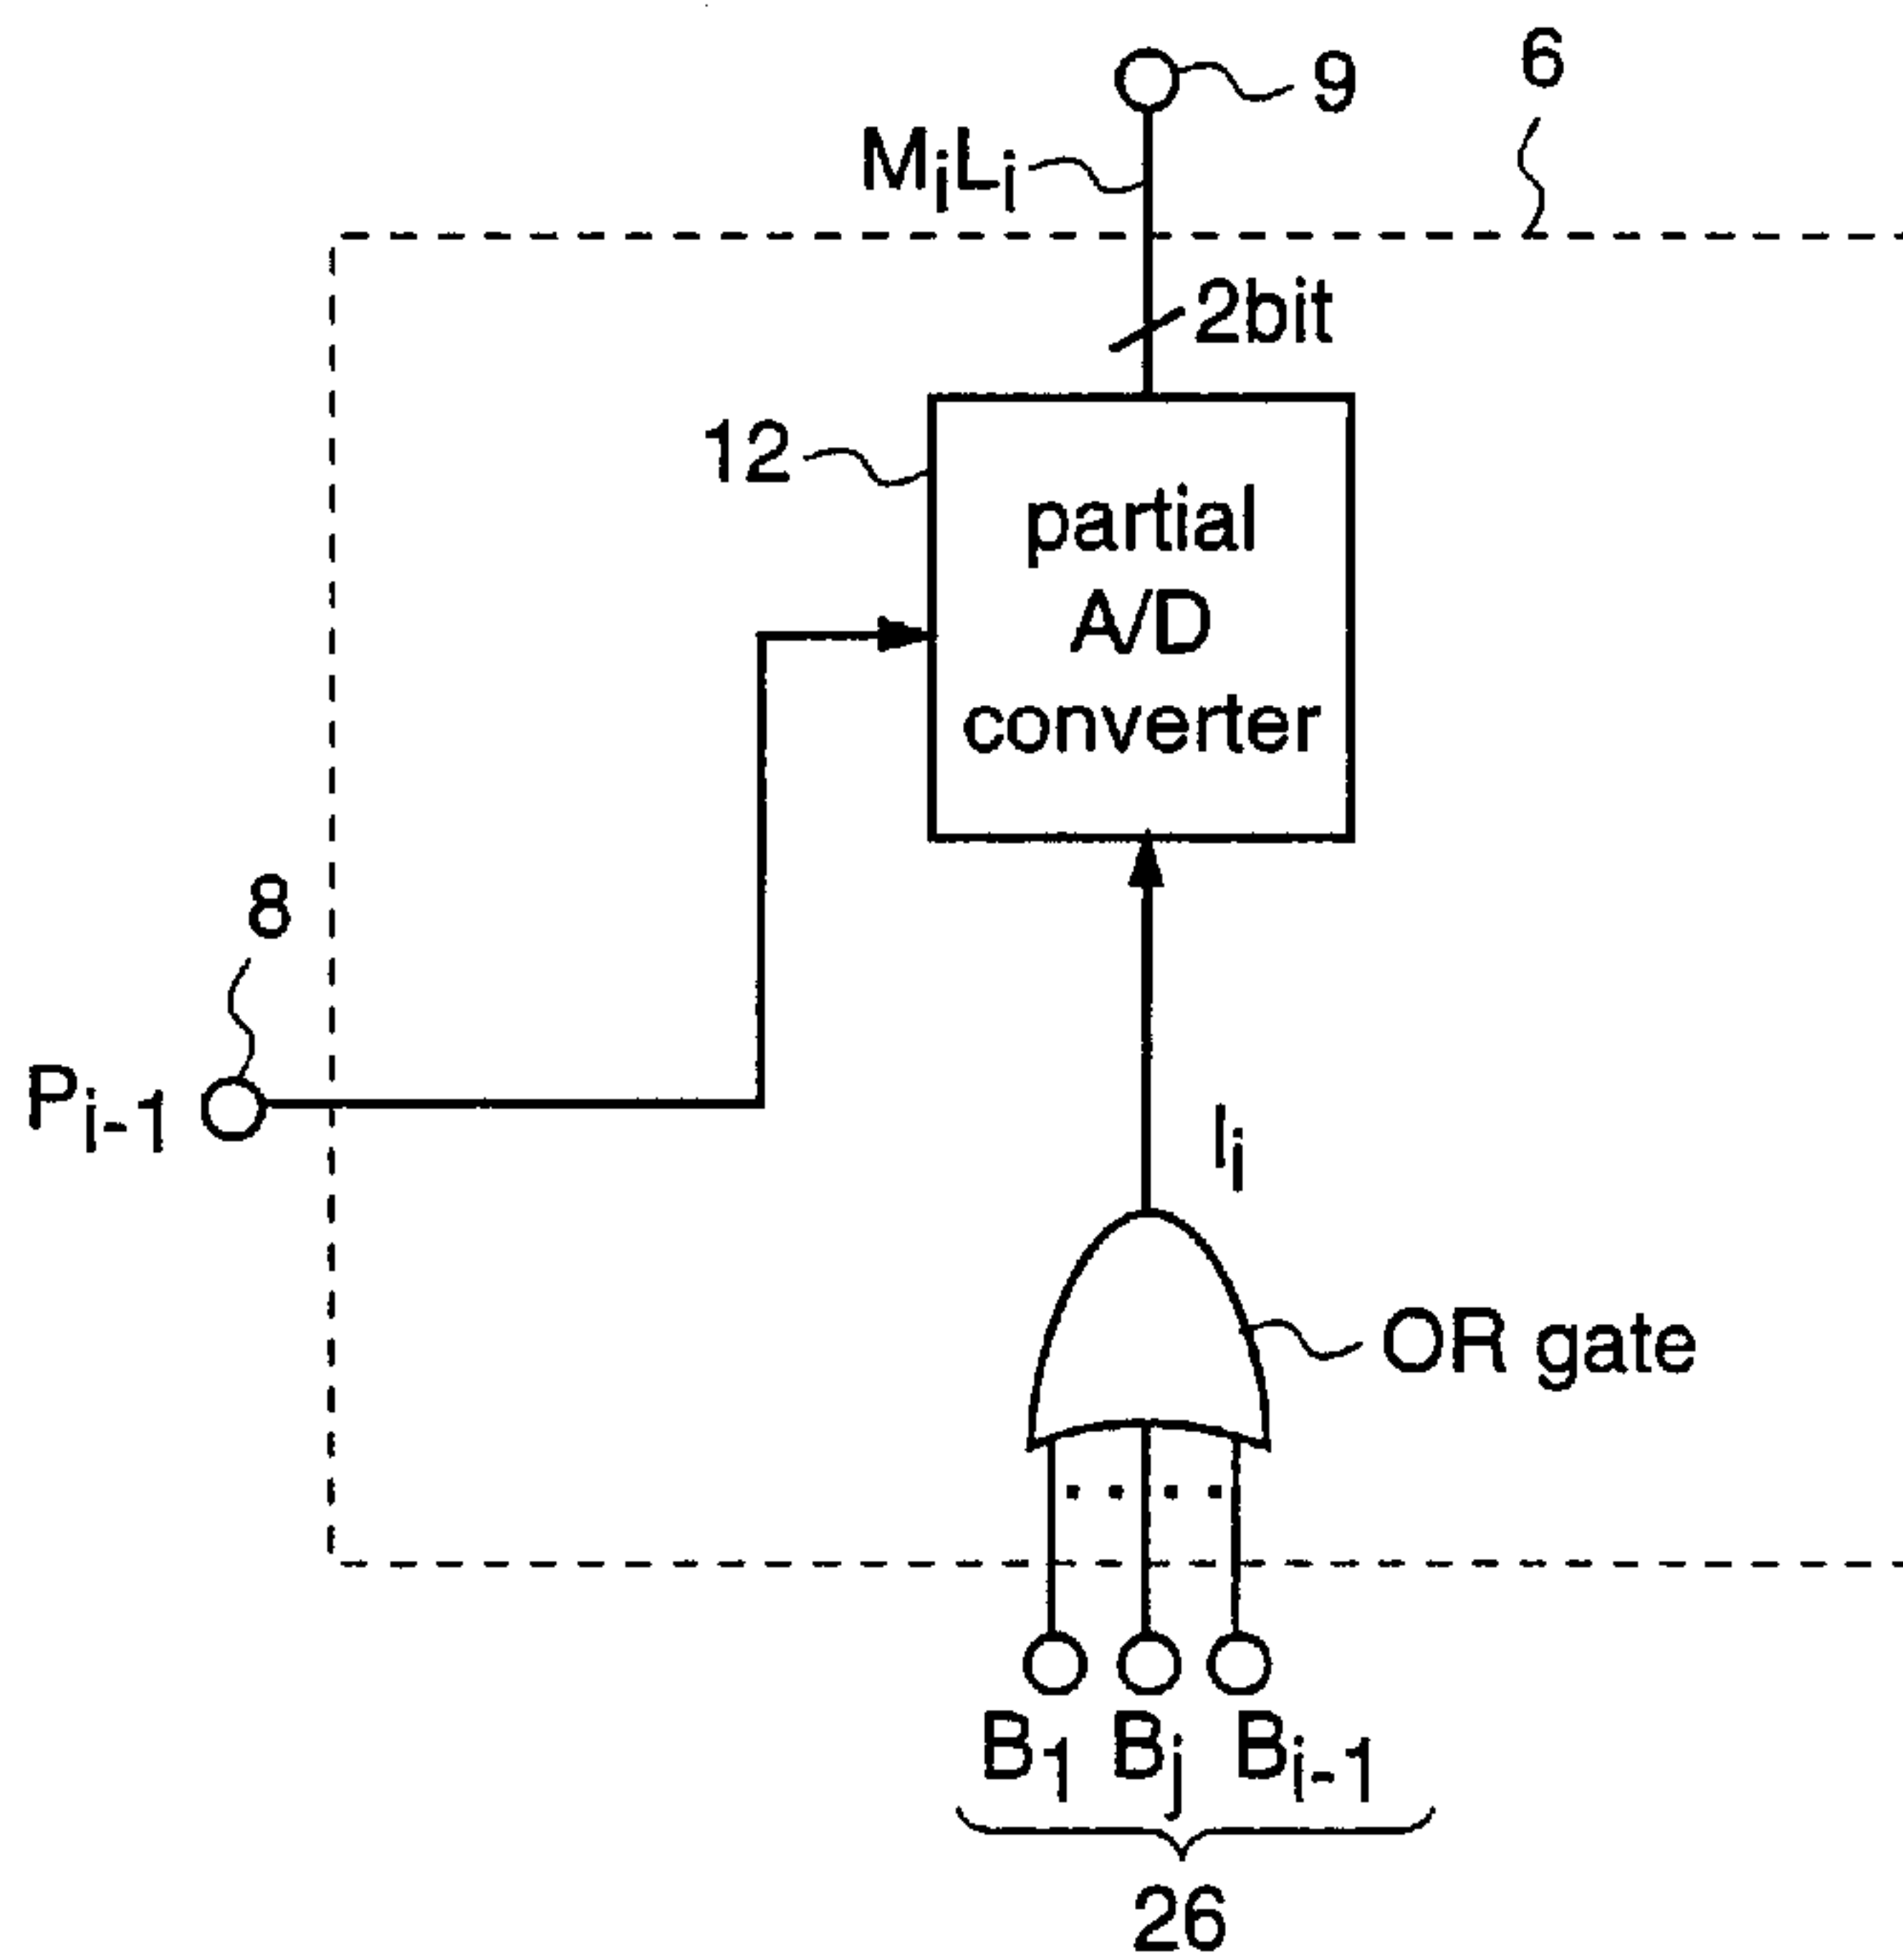 9
6
MiLi
2bit
12
partial
A/D
converter
8
Pi-1
Ii
OR gate
B1 Bj Bi-1
26